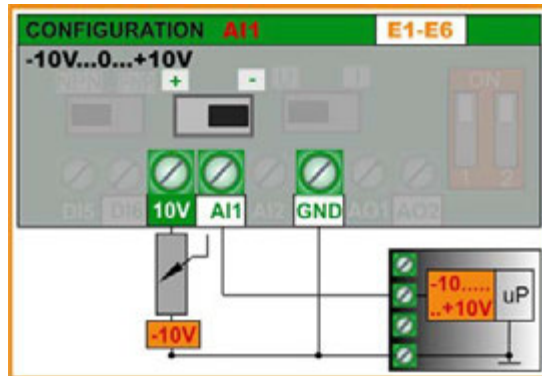 CONFIGURATION AI1 E1-E6
-10V...0...+10V
+ -
ON
1 2
DI5 DI6 10V AI1 AI2 GND AO1 AO2
-10.....
..+10V
uP
-10V